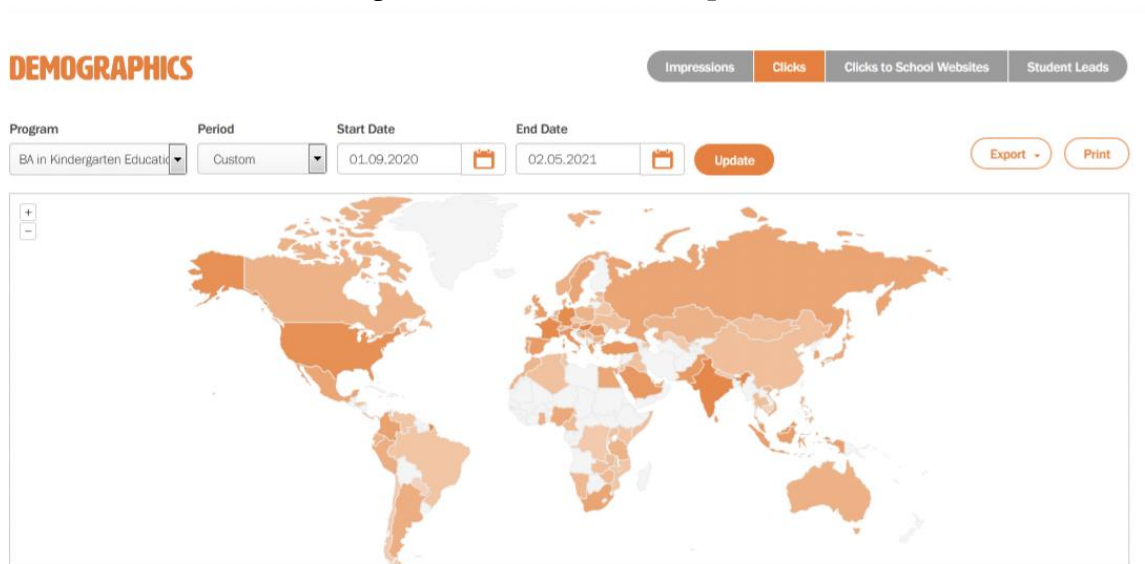 DEMOGRAPHICS
Impressions Clicks Clicks to School Websites Student Leads
Program Period Start Date End Date
BA in Kindergarten Educatic Custom 01.09.2020 02.05.2021 Update Export Print
+
−